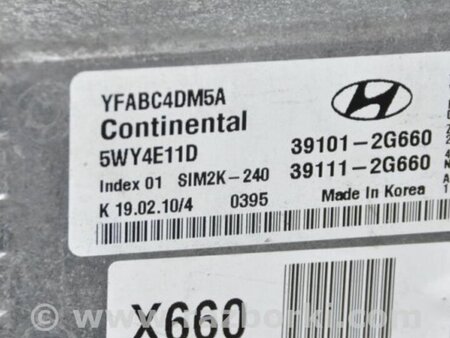 YFABC4DM5A
Continental
5WY4E11D
39101-2G660
39111-2G660
Index 01 SIM2K-240
K 19.02.10/4 0395
Made in Korea
X660